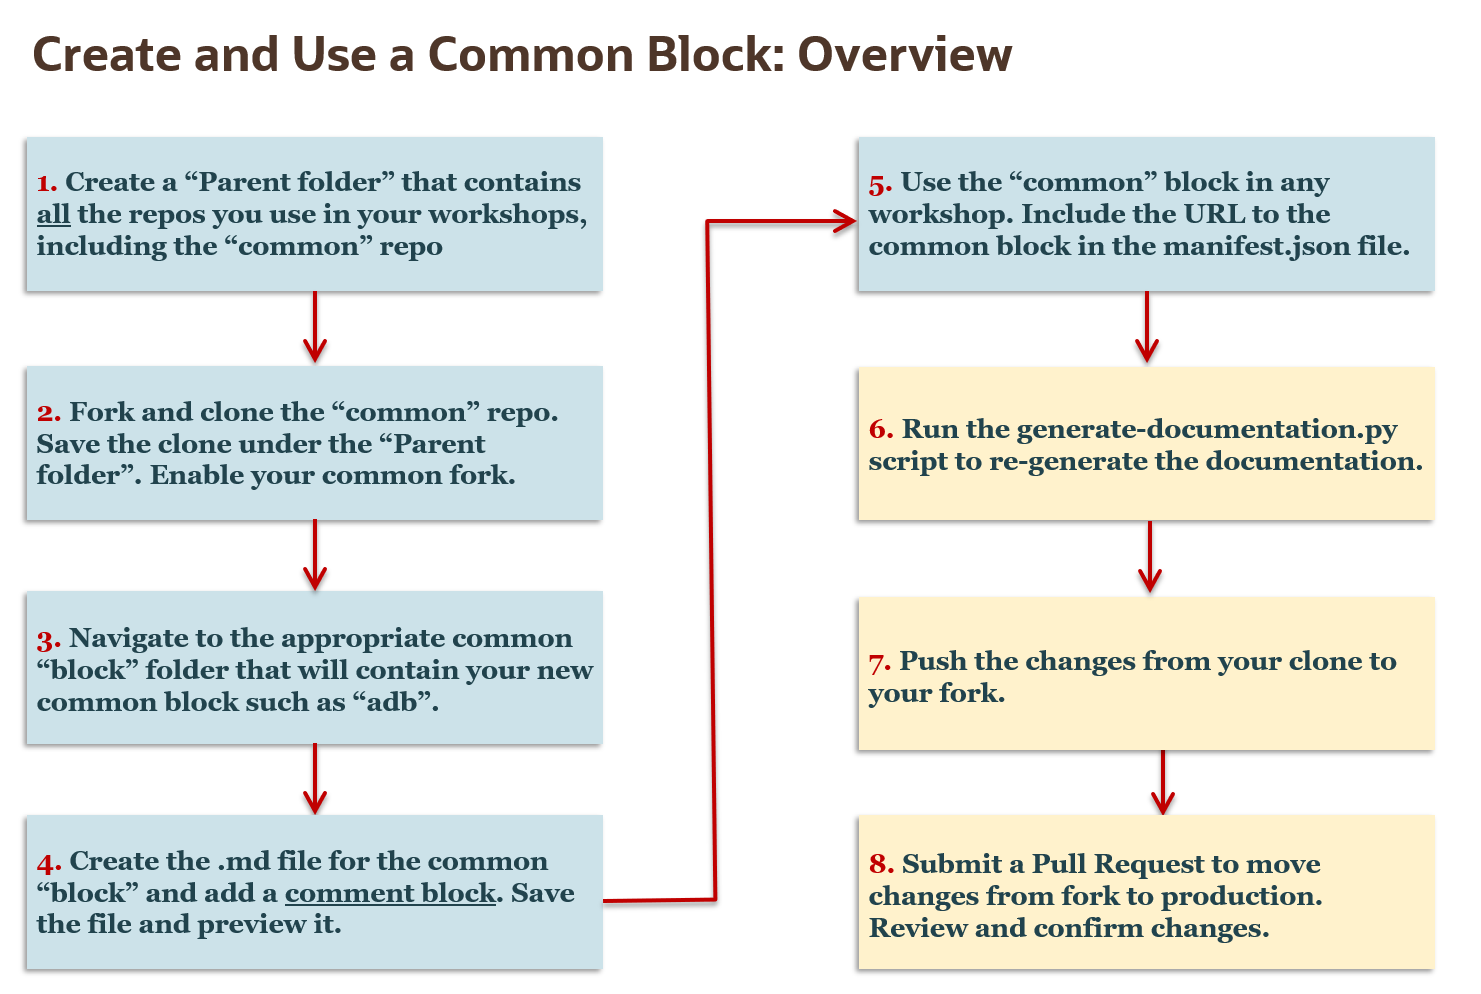 Create and Use a Common Block: Overview
1. Create a “Parent folder” that contains
all the repos you use in your workshops,
including the “common” repo
2. Fork and clone the “common” repo.
Save the clone under the “Parent
folder”. Enable your common fork.
3. Navigate to the appropriate common
“block” folder that will contain your new
common block such as “adb”.
4. Create the .md file for the common
“block” and add a comment block. Save
the file and preview it.
5. Use the “common” block in any
workshop. Include the URL to the
common block in the manifest.json file.
6. Run the generate-documentation.py
script to re-generate the documentation.
7. Push the changes from your clone to
your fork.
8. Submit a Pull Request to move
changes from fork to production.
Review and confirm changes.